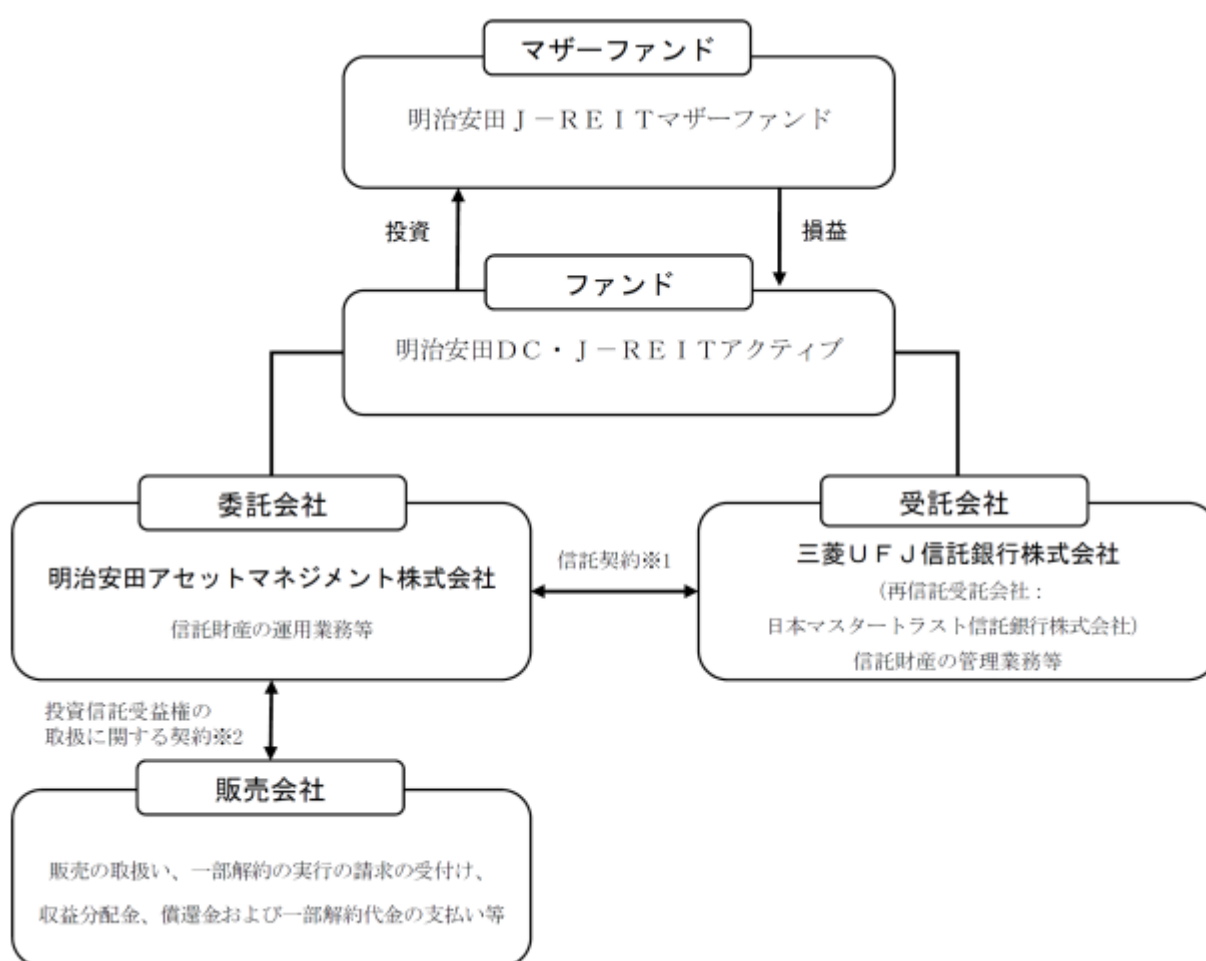 マザーファンド
明治安田J-REITマザーファンド
投資
損益
ファンド
明治安田DC・J-REITアクティブ
委託会社
明治安田アセットマネジメント株式会社
信託財産の運用業務等
信託契約※1
受託会社
三菱UFJ信託銀行株式会社
(再信託受託会社:
日本マスタートラスト信託銀行株式会社)
信託財産の管理業務等
投資信託受益権の
取扱に関する契約※2
販売会社
販売の取扱い、一部解約の実行の請求の受付け、
収益分配金、償還金および一部解約代金の支払い等